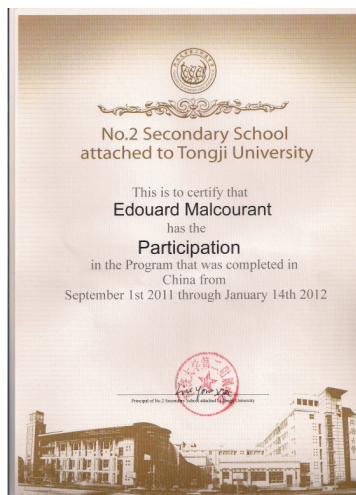 No.2 Secondary School
attached to Tongji University
This is to certify that
Edouard Malcourant
has the
Participation
in the Program that was completed in
China from
September 1st 2011 through January 14th 2012
Principal of No.2 Secondary School attached to Tongji University